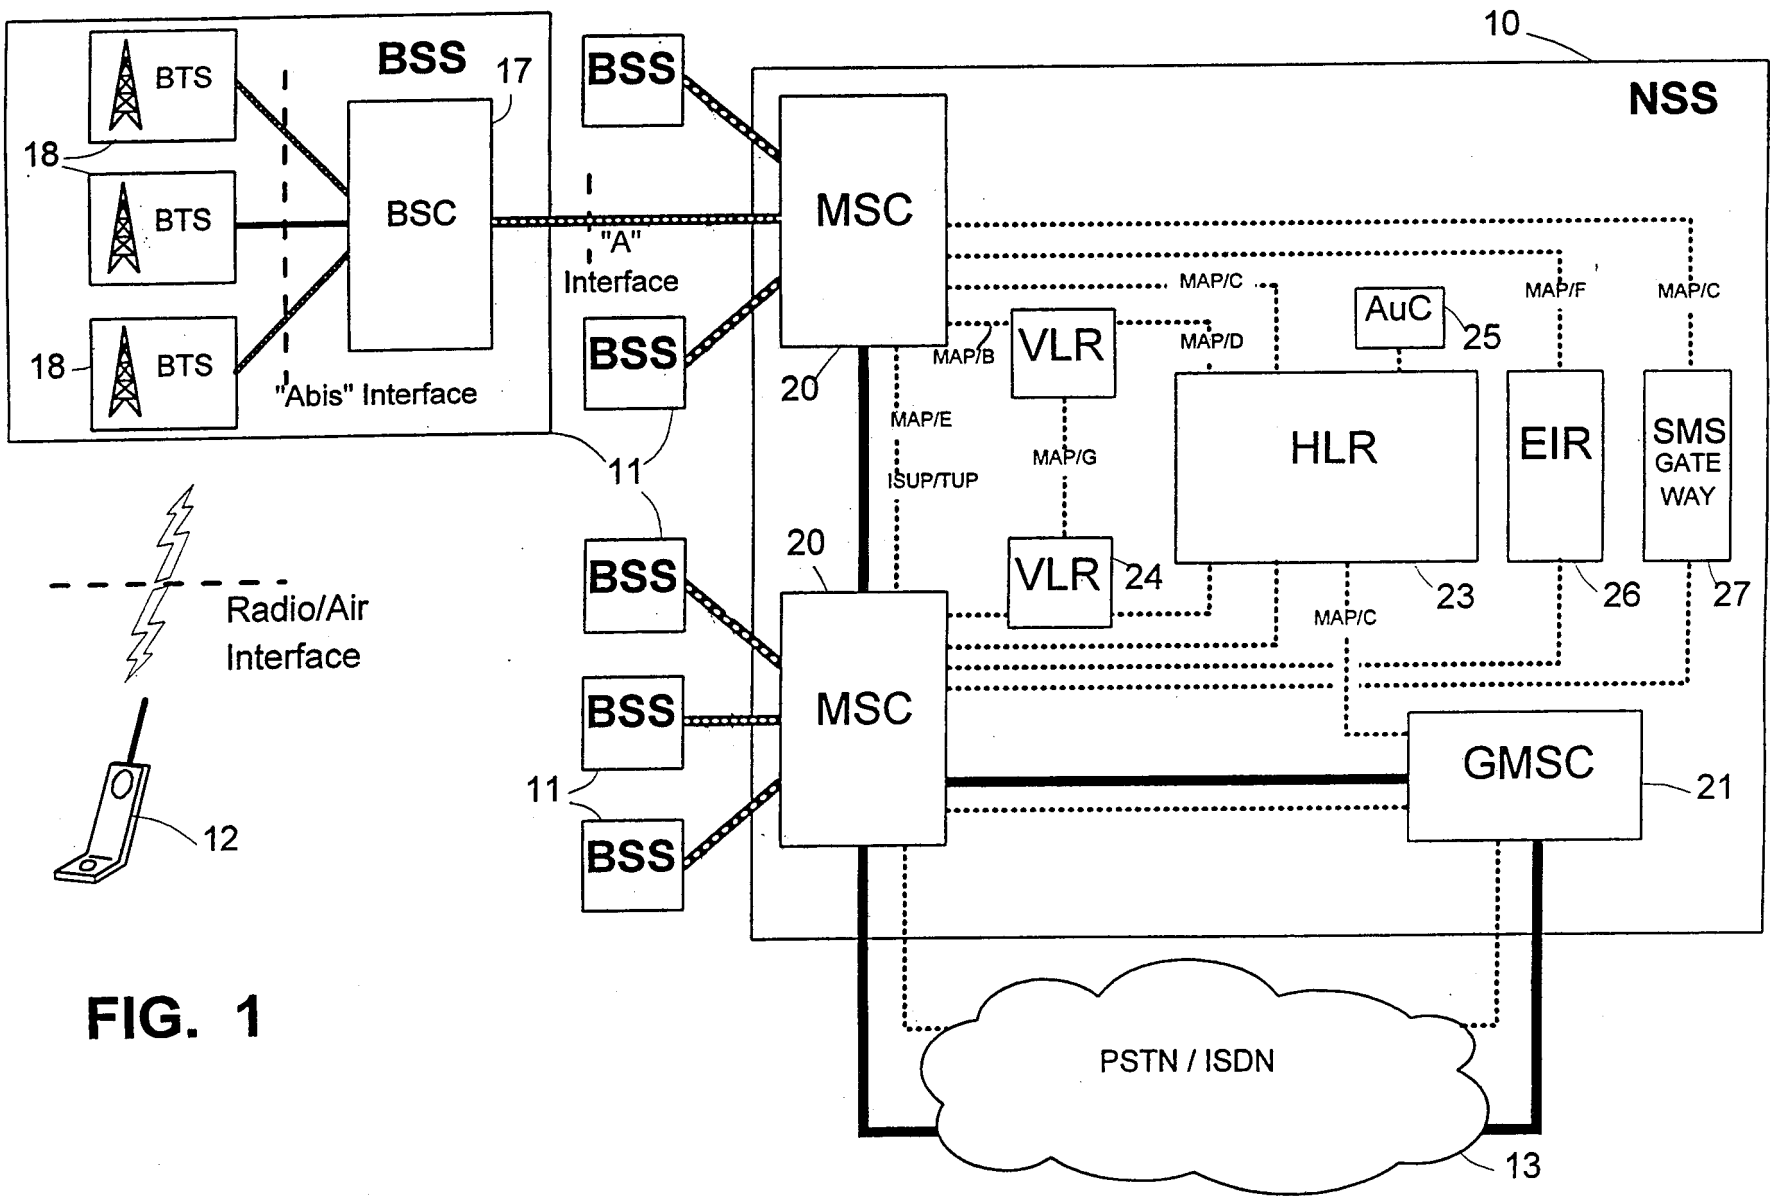 10
BSS
17
BTS
BSS
NSS
18
BTS
BSC
MSC
"A"
Interface
MAP/C
MAP/F
MAP/C
AuC
25
18
BTS
"Abis" Interface
BSS
20
MAP/B
VLR
MAP/D
MAP/E
MAP/G
HLR
EIR
SMS
GATE
WAY
11
ISUP/TUP
20
BSS
VLR
24
23
26
27
Radio/Air
Interface
MAP/C
BSS
MSC
GMSC
11
21
12
BSS
FIG. 1
PSTN / ISDN
13